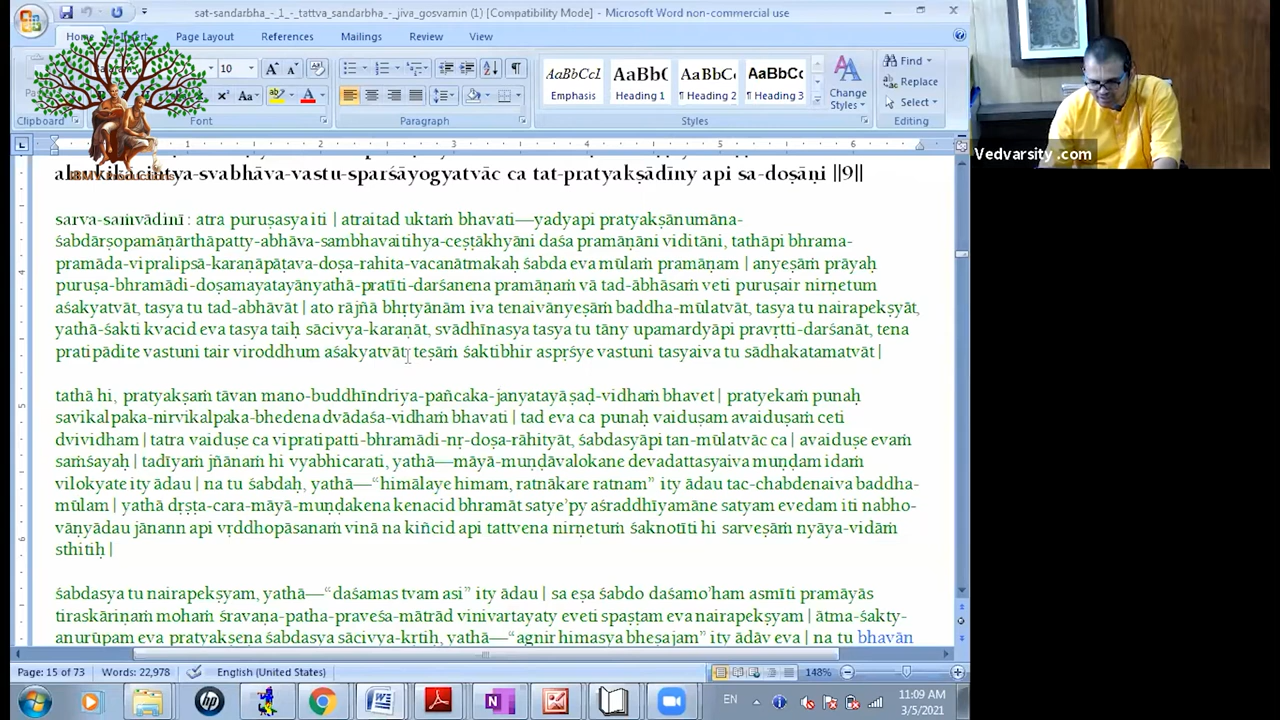 sat-sandarbha_-_1_-_tattva_sandarbha_-_jiva_gosvamin (1) [Compatibility Mode] - Microsoft Word non-commercial use
Page Layout References Mailings Review View
10 A A Aa A
AaBbCcI AaBb( AaBbC( AaBbCc
Emphasis Heading 1 ¶ Heading 2 ¶ Heading 3
Change
Styles
Find
Replace
Select
Clipboard Font Paragraph Styles Editing
1 2 3 4 5 6
svabhāva-vastu-sparśāyogyatvāc ca tat-pratyakṣādīny api sa-doṣāṇi ||9||
sarva-saṁvādinī : atra puruṣasya iti | atraitad uktaṁ bhavati—yadyapi pratyakṣānumāna-
śabdārṣopamānārthāpatty-abhāva-sambhavaitihya-ceṣṭākhyāni daśa pramāṇāni viditāni, tathāpi bhrama-
pramāda-vipralipsā-karaṇāpāṭava-doṣa-rahita-vacanātmakaḥ śabda eva mūlaṁ pramāṇam | anyeṣāṁ prāyaḥ
puruṣa-bhramādi-doṣamayatayānyathā-pratīti-darśanena pramāṇaṁ vā tad-ābhāsaṁ veti puruṣair nirṇetum
aśakyatvāt, tasya tu tad-abhāvāt | ato rājñā bhṛtyānām iva tenaivānyeṣāṁ baddha-mūlatvāt, tasya tu nairapekṣyāt,
yathā-śakti kvacid eva tasya taiḥ sācivya-karaṇāt, svādhīnasya tasya tu tāny upamardyāpi pravṛtti-darśanāt, tena
pratipādite vastuni tair viroddhum aśakyatvāt, teṣāṁ śaktibhir aspṛśye vastuni tasyaiva tu sādhakatamatvāt |
tathā hi, pratyakṣaṁ tāvan mano-buddhīndriya-pañcaka-janyatayā ṣaḍ-vidhaṁ bhavet | pratyekaṁ punaḥ
savikalpaka-nirvikalpaka-bhedena dvādaśa-vidhaṁ bhavati | tad eva ca punaḥ vaiduṣam avaiduṣaṁ ceti
dvividham | tatra vaiduṣe ca vipratipatti-bhramādi-nṛ-doṣa-rāhityāt, śabdasyāpi tan-mūlatvāc ca | avaiduṣe evaṁ
saṁśayaḥ | tadīyaṁ jñānaṁ hi vyabhicarati, yathā—māyā-muṇḍāvalokane devadattasyaiva muṇḍam idaṁ
vilokyate ity ādau | na tu śabdaḥ, yathā—“himālaye himam, ratnākare ratnam” ity ādau tac-chabdenaiva baddha-
mūlam | yathā dṛṣṭa-cara-māyā-muṇḍakena kenacid bhramāt satye’py aśraddhīyamāne satyam evedam iti nabho-
vāṇyādau jānann api vṛddhopāsanaṁ vinā na kiñcid api tattvena nirṇetuṁ śaknotīti hi sarveṣāṁ nyāya-vidāṁ
sthitiḥ |
śabdasya tu nairapekṣyam, yathā—“daśamas tvam asi” ity ādau | sa eṣa śabdo daśamo’ham asmīti pramāyās
tiraskāriṇaṁ mohaṁ śravaṇa-patha-praveśa-mātrād vinivartayaty eveti spaṣṭam eva nairapekṣyam | ātma-śakty-
anurūpam eva pratyakṣeṇa śabdasya sācivya-kṛtiḥ, yathā—“agnir himasya bheṣajam” ity ādāv eva | na tu bhavān
Page: 15 of 73 Words: 22,978 English (United States) 148%
EN 11:09 AM
3/5/2021
Vedvarsity .com